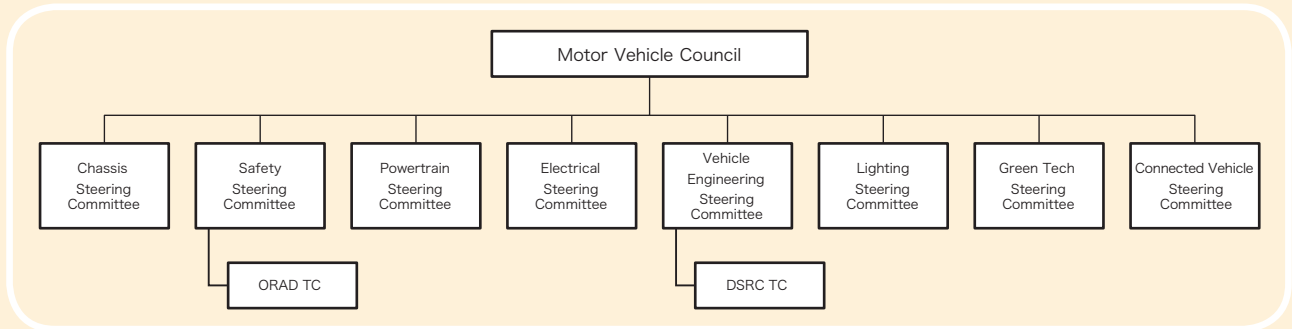 Motor Vehicle Council
Chassis
Steering
Committee
Safety
Steering
Committee
Powertrain
Steering
Committee
Electrical
Steering
Committee
Vehicle
Engineering
Steering
Committee
Lighting
Steering
Committee
Green Tech
Steering
Committee
Connected Vehicle
Steering
Committee
ORAD TC
DSRC TC